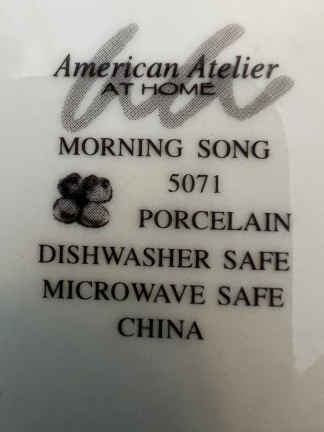 American Atelier
AT HOME
MORNING SONG
5071
PORCELAIN
DISHWASHER SAFE
MICROWAVE SAFE
CHINA